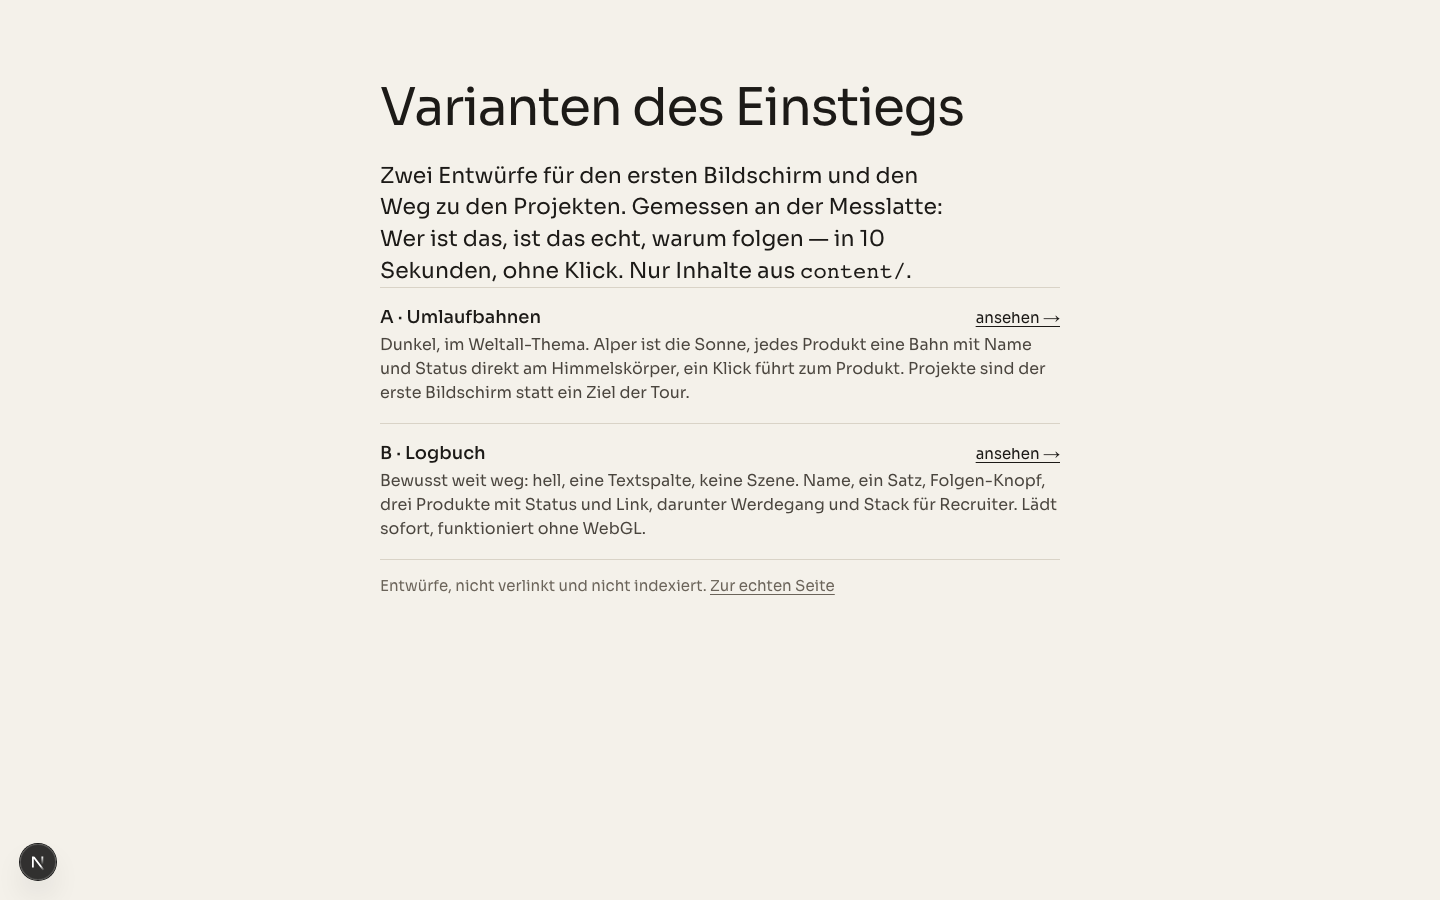 Varianten des Einstiegs
Zwei Entwürfe für den ersten Bildschirm und den
Weg zu den Projekten. Gemessen an der Messlatte:
Wer ist das, ist das echt, warum folgen — in 10
Sekunden, ohne Klick. Nur Inhalte aus content/.
A · Umlaufbahnen
ansehen →
Dunkel, im Weltall-Thema. Alper ist die Sonne, jedes Produkt eine Bahn mit Name
und Status direkt am Himmelskörper, ein Klick führt zum Produkt. Projekte sind der
erste Bildschirm statt ein Ziel der Tour.
B · Logbuch
ansehen →
Bewusst weit weg: hell, eine Textspalte, keine Szene. Name, ein Satz, Folgen-Knopf,
drei Produkte mit Status und Link, darunter Werdegang und Stack für Recruiter. Lädt
sofort, funktioniert ohne WebGL.
Entwürfe, nicht verlinkt und nicht indexiert. Zur echten Seite
N